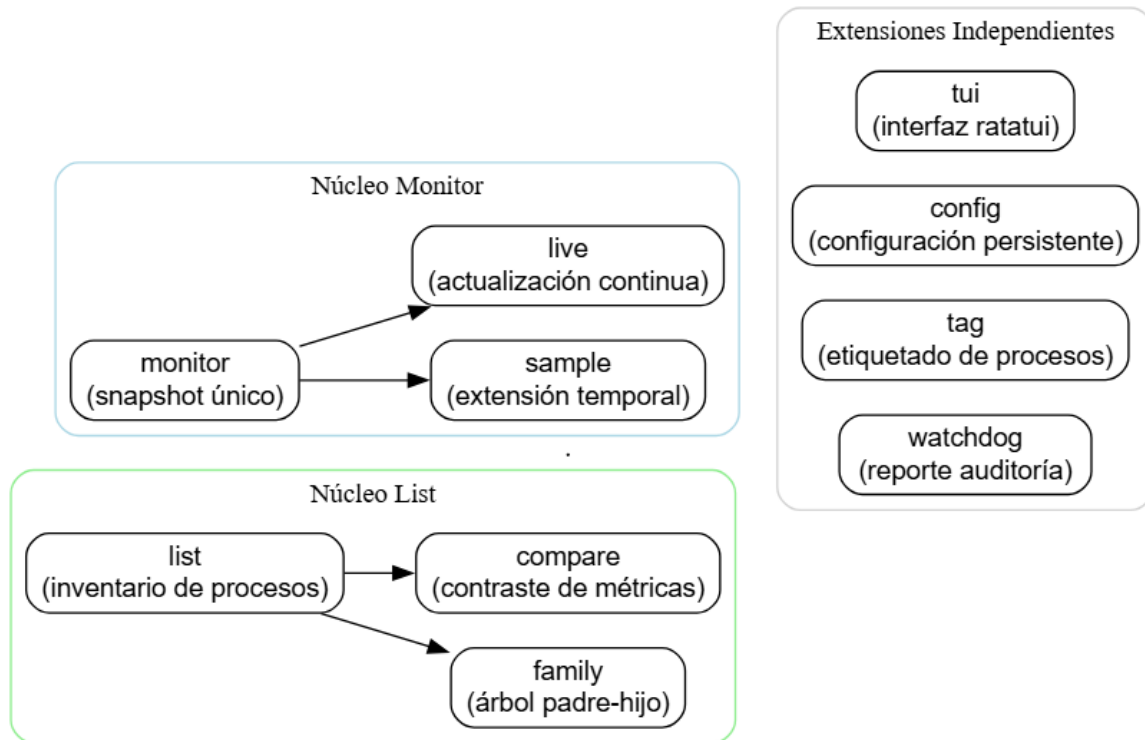 Extensiones Independientes
tui
(interfaz ratatui)
config
(configuración persistente)
tag
(etiquetado de procesos)
watchdog
(reporte auditoría)
Núcleo Monitor
live
(actualización continua)
monitor
(snapshot único)
sample
(extensión temporal)
.
Núcleo List
list
(inventario de procesos)
compare
(contraste de métricas)
family
(árbol padre-hijo)